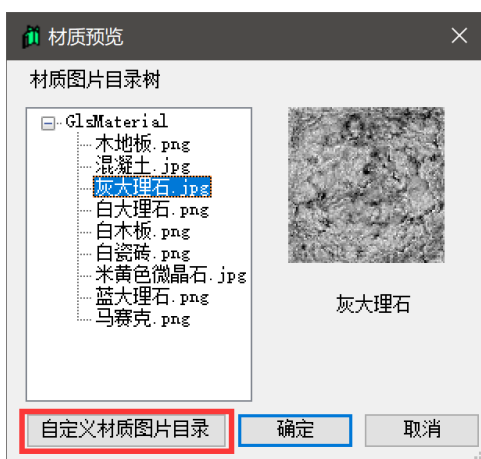 材质预览
材质图片目录树
GlsMaterial
木地板.png
混凝土.jpg
灰大理石.jpg
白大理石.png
白木板.png
白瓷砖.png
米黄色微晶石.jpg
蓝大理石.png
马赛克.png
灰大理石
自定义材质图片目录 确定 取消